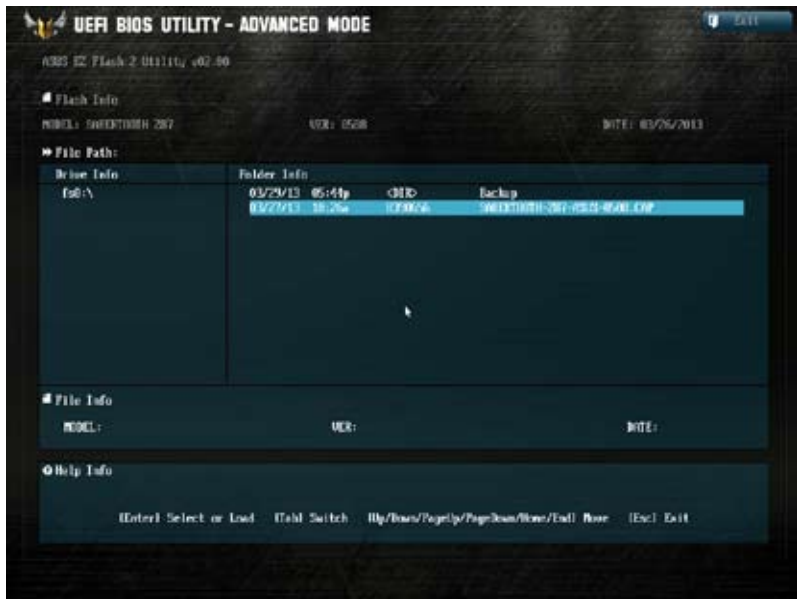 UEFI BIOS UTILITY - ADVANCED MODE
Exit
ASUS EZ Flash 2 Utility v02.00
Flash Info
MODEL: SABERTOOTH Z87 VER: 0508 DATE: 03/26/2013
File Path:
Drive Info Folder Info
fs0:\ 03/29/13 05:44p <DIR> Backup
03/27/13 10:26a SABERTOOTH-Z87-ASUS-0508.CAP
File Info
MODEL: VER: DATE:
Help Info
[Enter] Select or Load [Tab] Switch [Up/Down/PageUp/PageDown/Home/End] Move [Esc] Exit